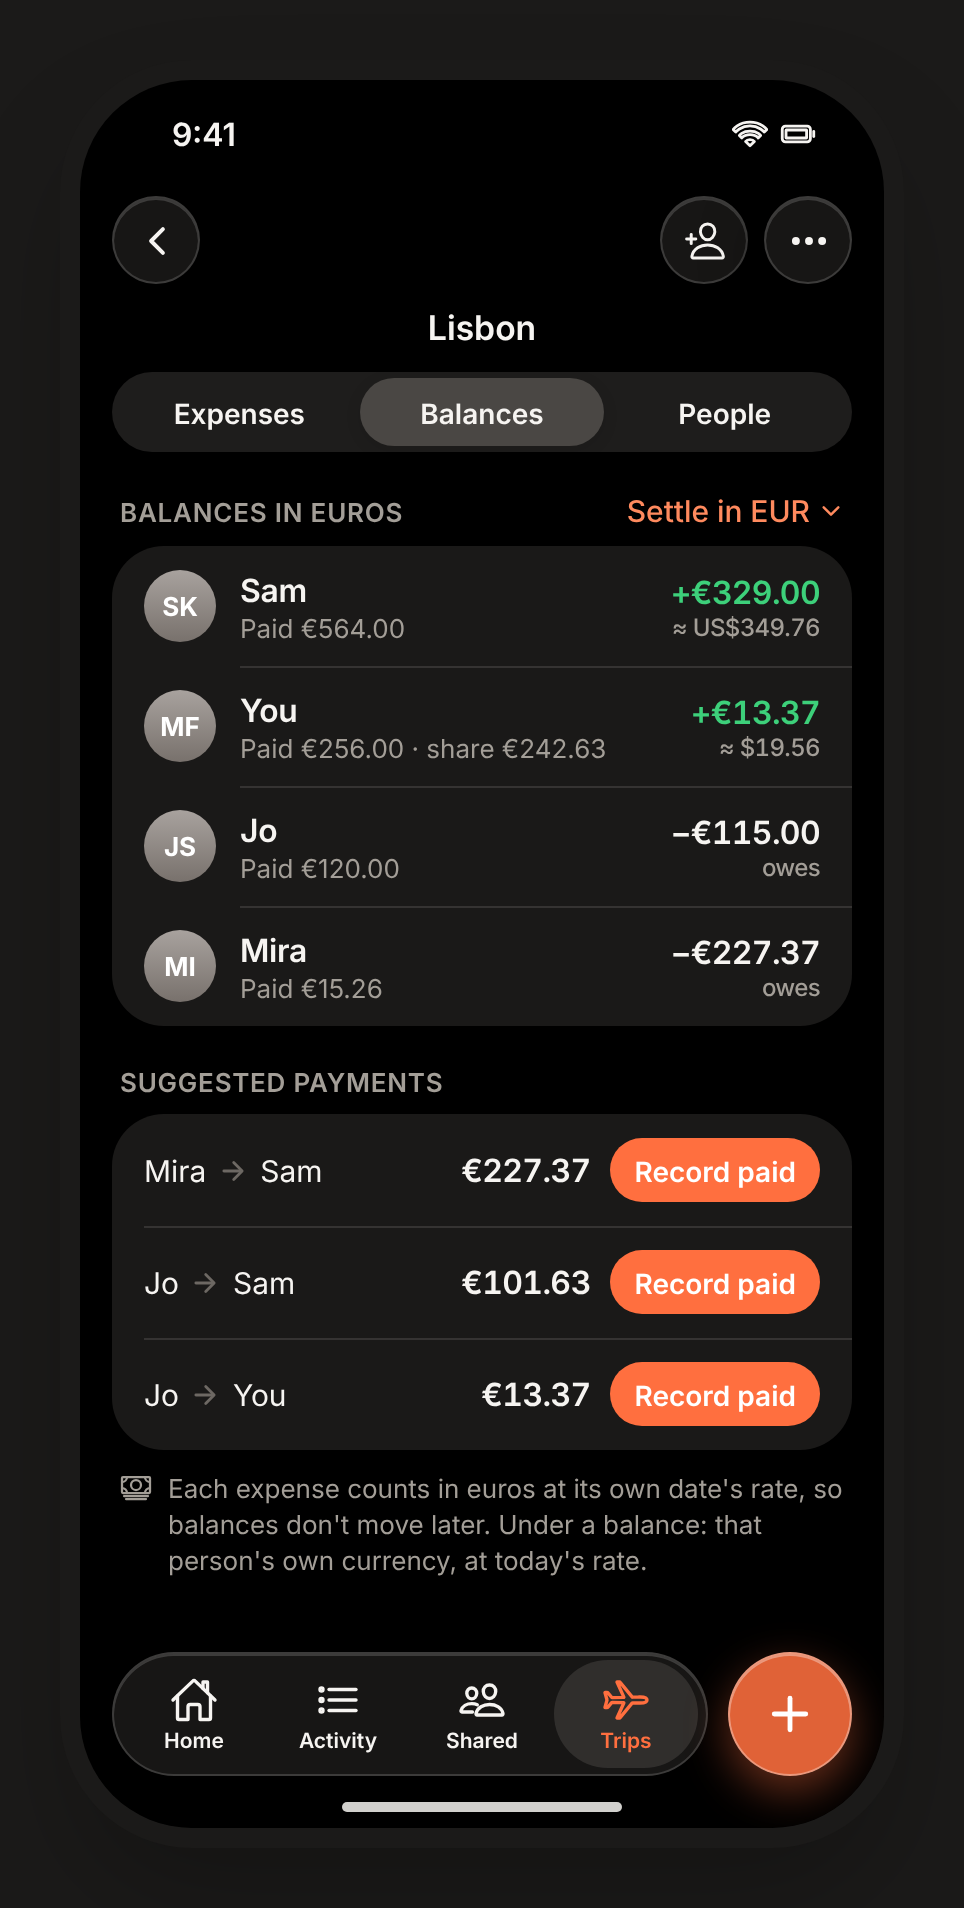 9:41
Lisbon
Expenses
Balances
People
BALANCES IN EUROS
Settle in EUR
SK
Sam
+€329.00
Paid €564.00
≈ US$349.76
MF
You
+€13.37
Paid €256.00 · share €242.63
≈ $19.56
JS
Jo
−€115.00
Paid €120.00
owes
MI
Mira
−€227.37
Paid €15.26
owes
SUGGESTED PAYMENTS
Mira → Sam
€227.37
Record paid
Jo → Sam
€101.63
Record paid
Jo → You
€13.37
Record paid
Each expense counts in euros at its own date's rate, so
balances don't move later. Under a balance: that
person's own currency, at today's rate.
Home
Activity
Shared
Trips